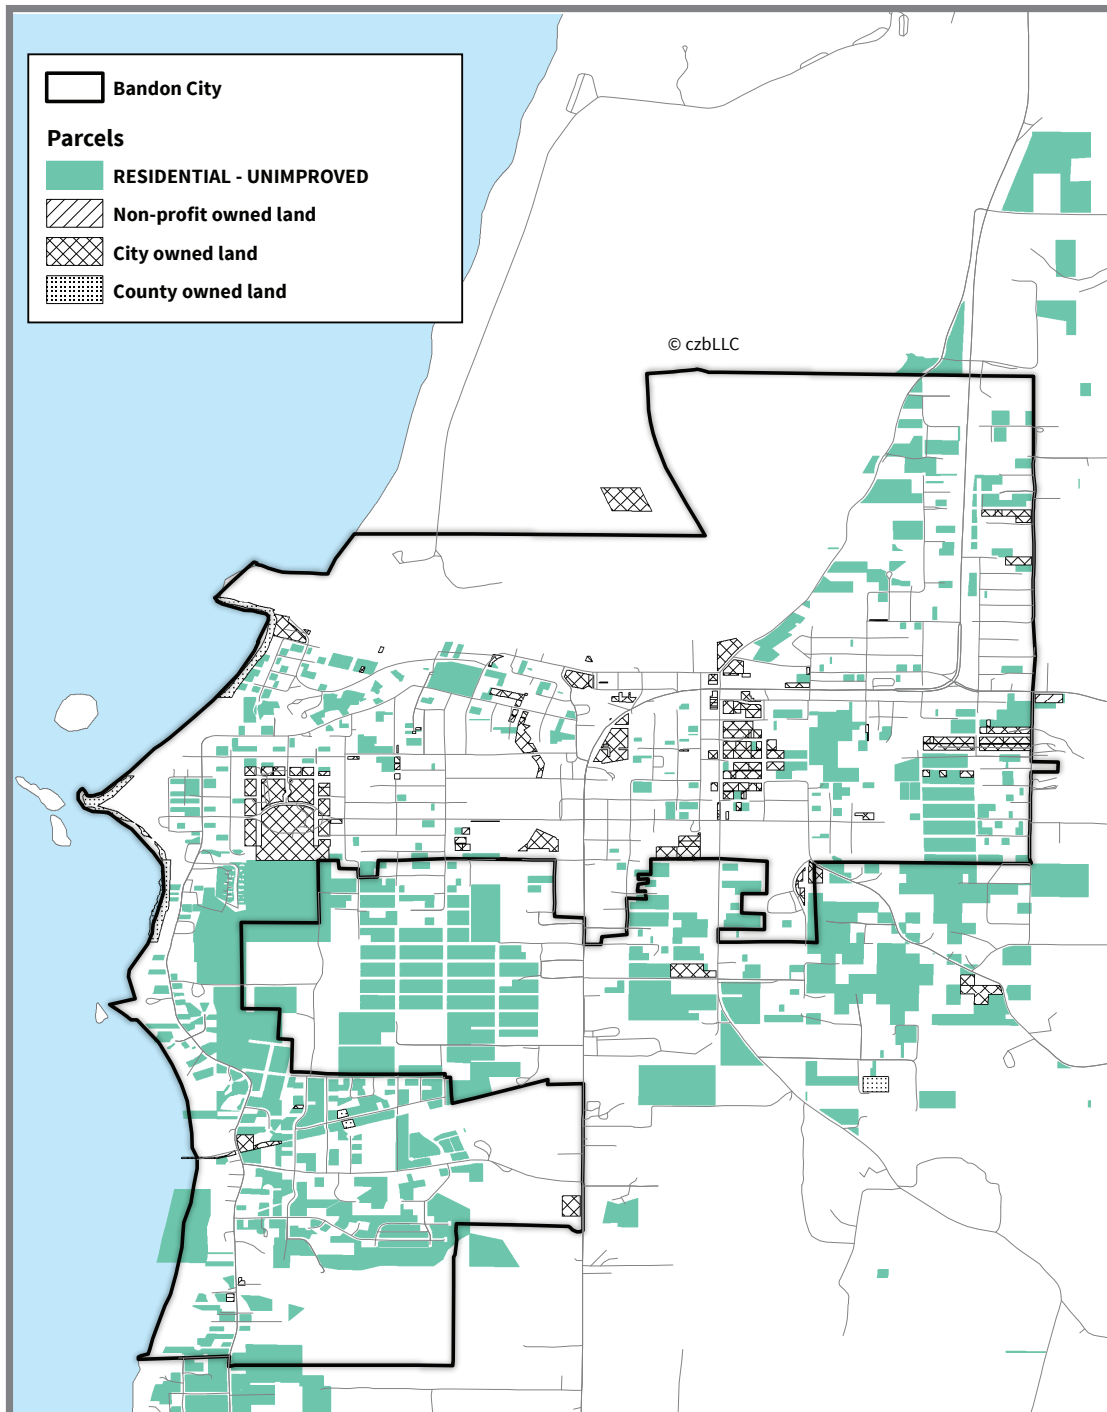 Bandon City
Parcels
RESIDENTIAL - UNIMPROVED
Non-profit owned land
City owned land
County owned land
© czbLLC